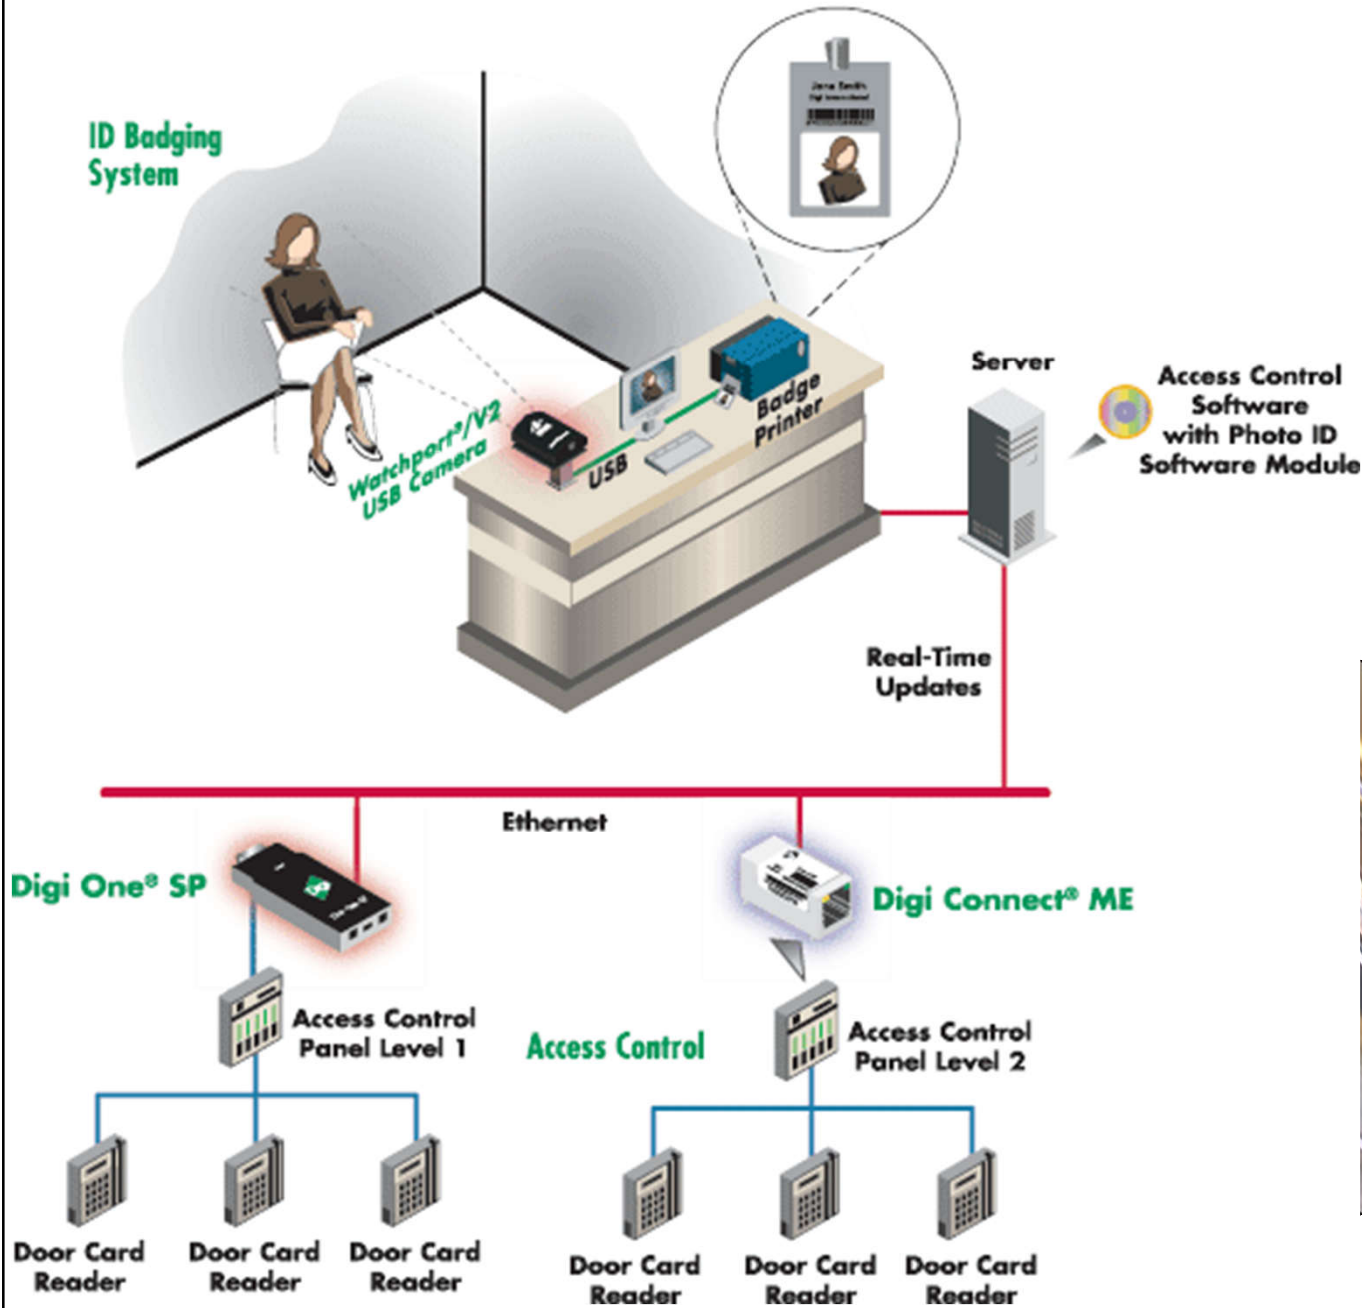 Jane Smith
ID Badging
System
Server
Access Control
Software
with Photo ID
Software Module
Badge
Printer
Watchport®/V2
USB Camera
USB
Real-Time
Updates
Ethernet
Digi One® SP
Digi Connect® ME
Access Control
Panel Level 1
Access Control
Access Control
Panel Level 2
Door Card
Reader
Door Card
Reader
Door Card
Reader
Door Card
Reader
Door Card
Reader
Door Card
Reader